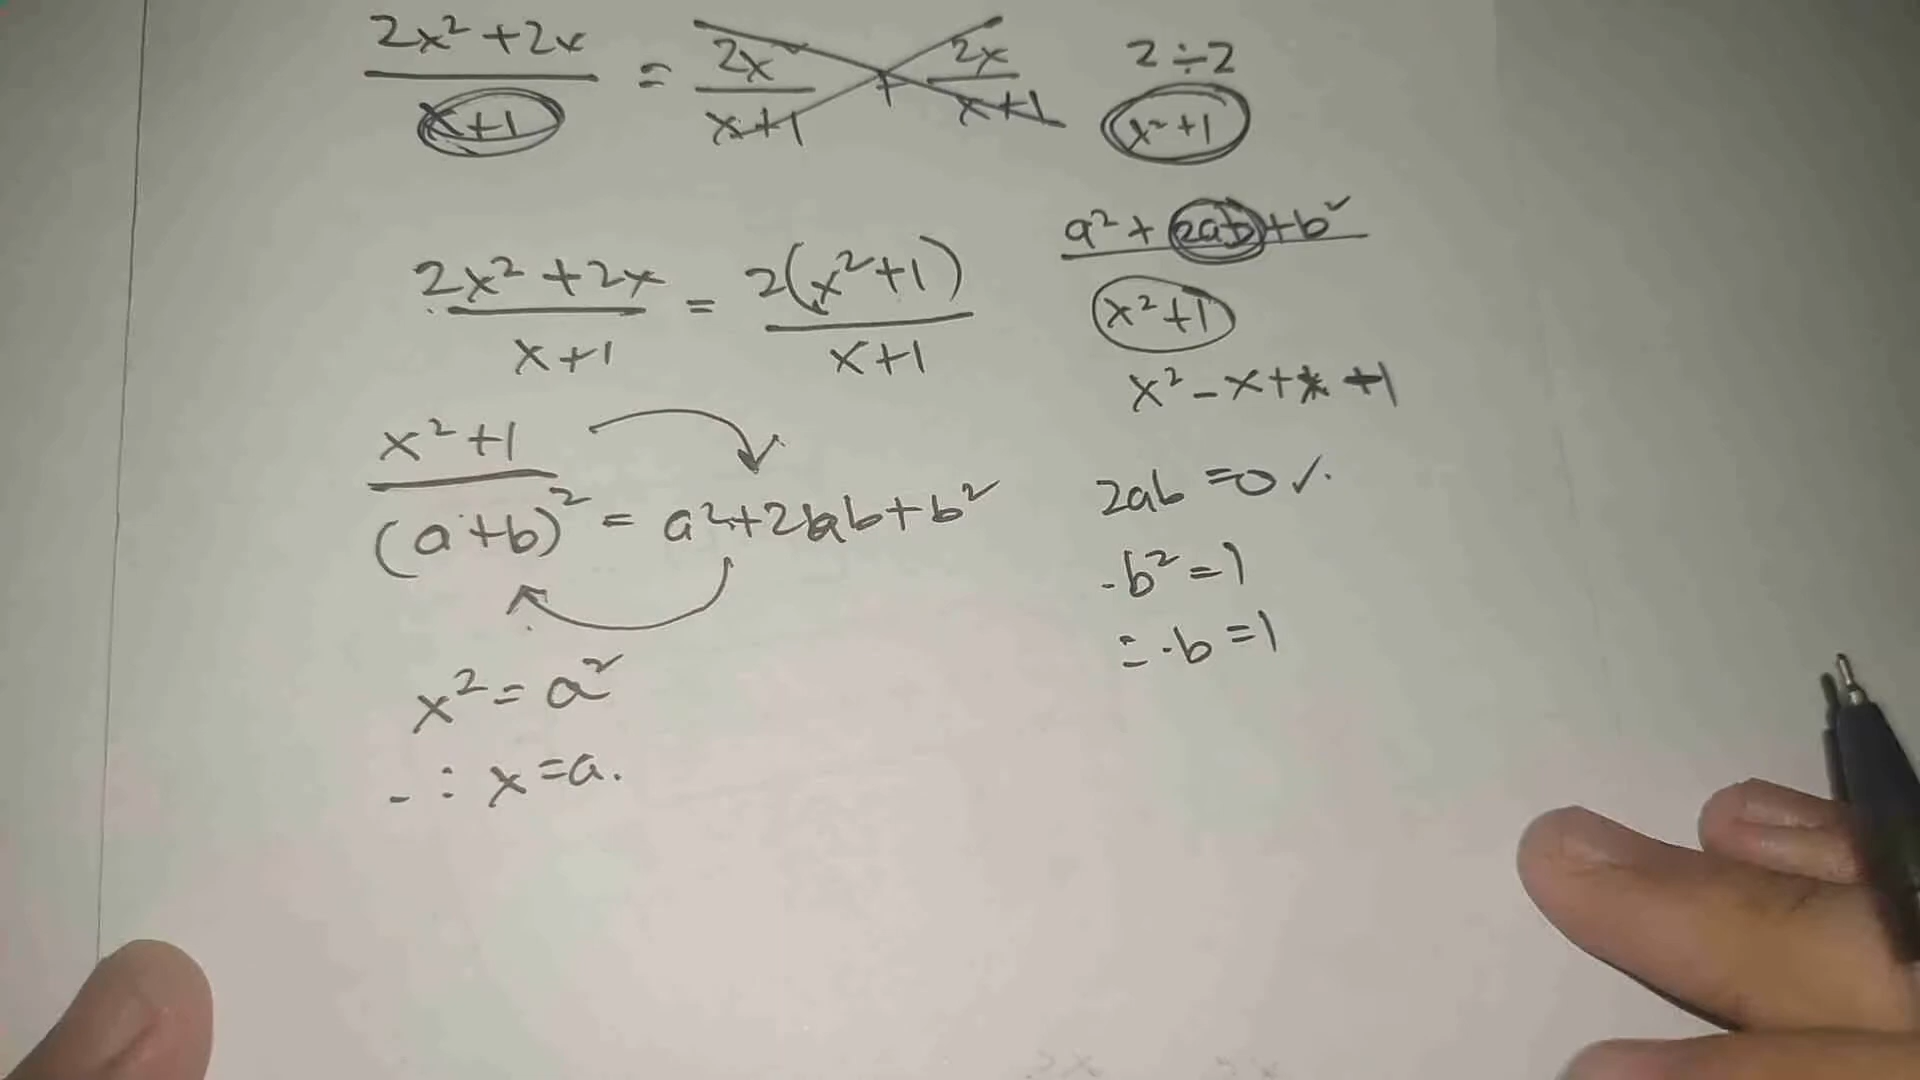 2x² + 2x / x+1 = 2x / x+1 + 2x / x+1
2 ÷ 2
x² + 1
2x² + 2x / x+1 = 2(x² + 1) / x+1
a² + 2ab + b²
x² + 1
x² - x + x + 1
x² + 1
(a + b)² = a² + 2ab + b²
2ab = 0 ✓.
b² = 1
∴ b = 1
x² = a²
∴ x = a.